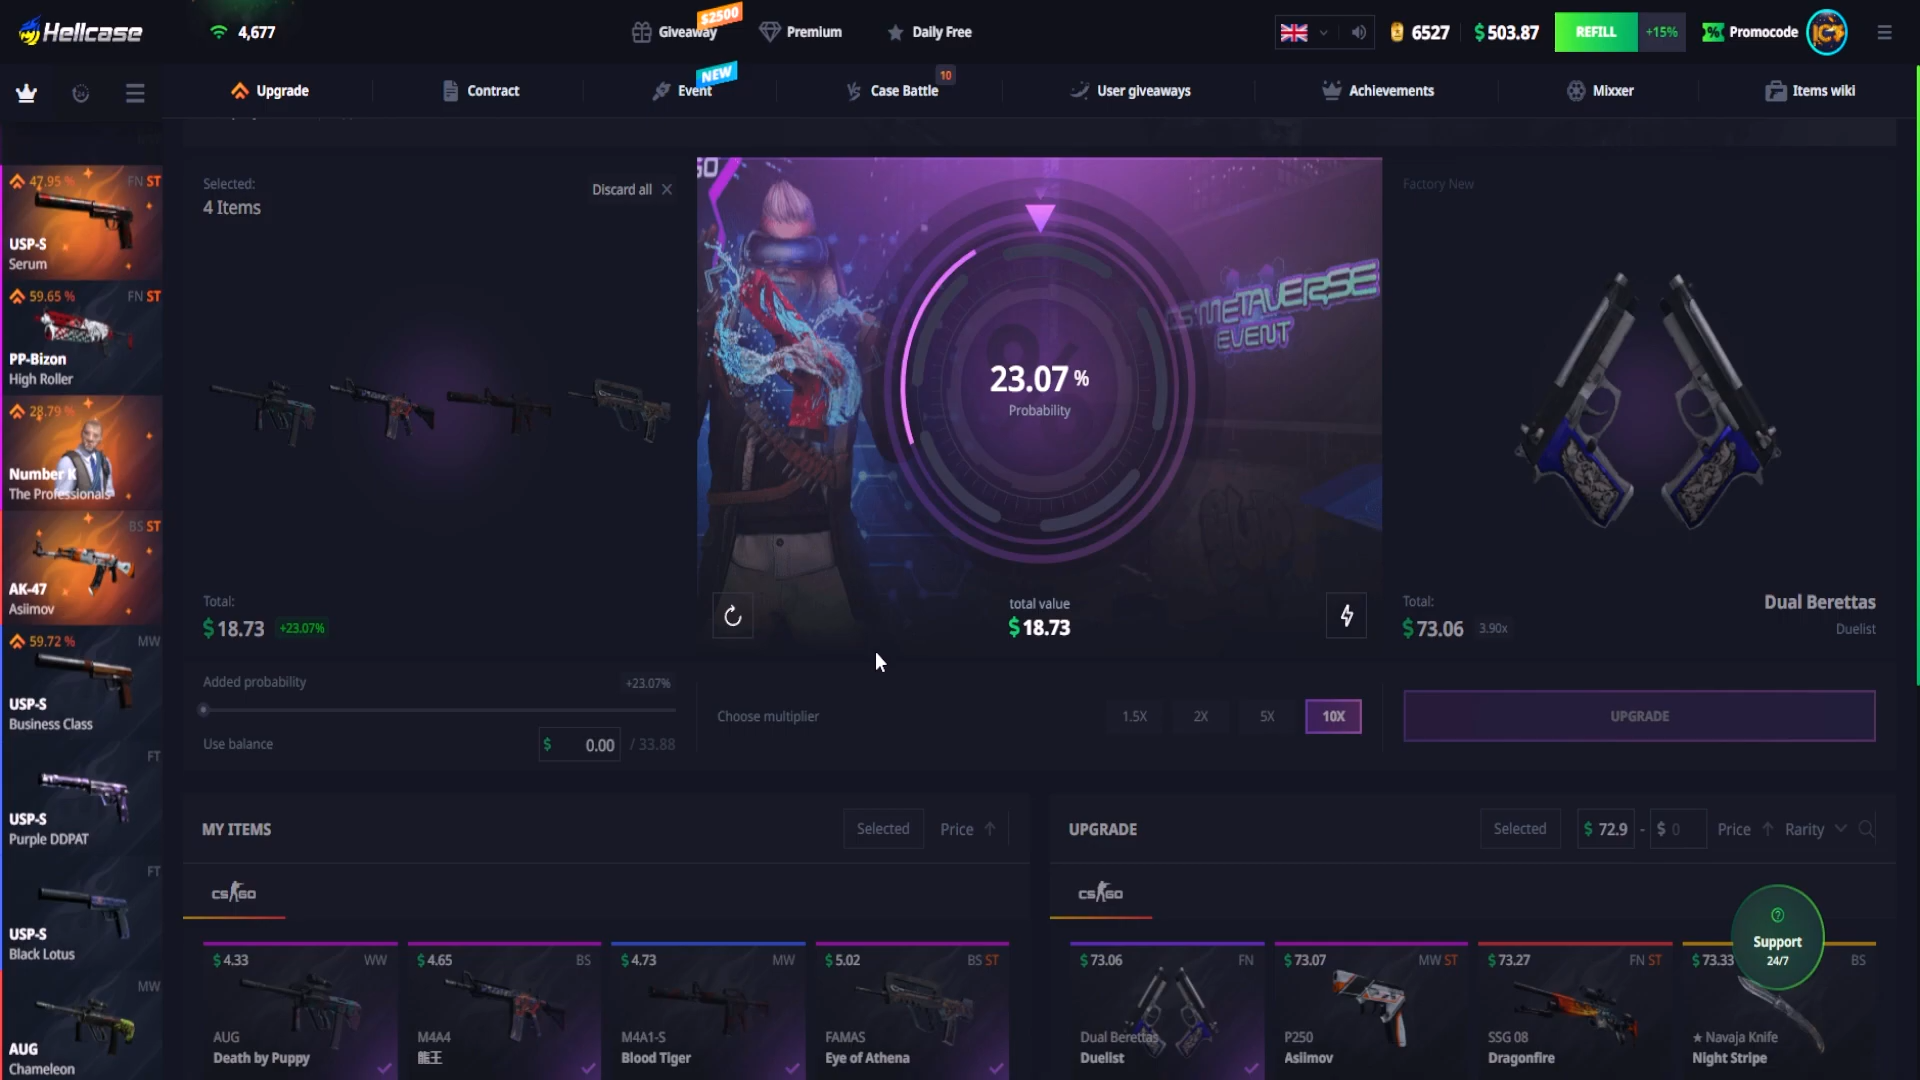 Hellcase
4,677
Giveaway
$2500
Premium
Daily Free
6527
$ 503.87
REFILL
+15%
Promocode
Upgrade
Contract
Event
NEW
Case Battle
10
User giveaways
Achievements
Mixxer
Items wiki
47.95 %
FN ST
USP-S
Serum
59.65 %
FN ST
PP-Bizon
High Roller
28.79 %
Number K
The Professionals
BS ST
AK-47
Asiimov
59.72 %
MW
USP-S
Business Class
FT
USP-S
Purple DDPAT
FT
USP-S
Black Lotus
MW
AUG
Chameleon
Selected:
4 Items
Discard all
Total:
$ 18.73
+23.07%
GO
CS METAVERSE
EVENT
23.07 %
Probability
total value
$ 18.73
Factory New
Total:
$ 73.06
3.90x
Dual Berettas
Duelist
Added probability
+23.07%
Use balance
$ 0.00 / 33.88
Choose multiplier
1.5X
2X
5X
10X
UPGRADE
MY ITEMS
Selected
Price
CS GO
$ 4.33
WW
AUG
Death by Puppy
$ 4.65
BS
M4A4
龍王
$ 4.73
MW
M4A1-S
Blood Tiger
$ 5.02
BS ST
FAMAS
Eye of Athena
UPGRADE
Selected
$ 72.9 - $ 0
Price
Rarity
CS GO
$ 73.06
FN
Dual Berettas
Duelist
$ 73.07
MW ST
P250
Asiimov
$ 73.27
FN ST
SSG 08
Dragonfire
$ 73.33
BS
★ Navaja Knife
Night Stripe
Support
24/7